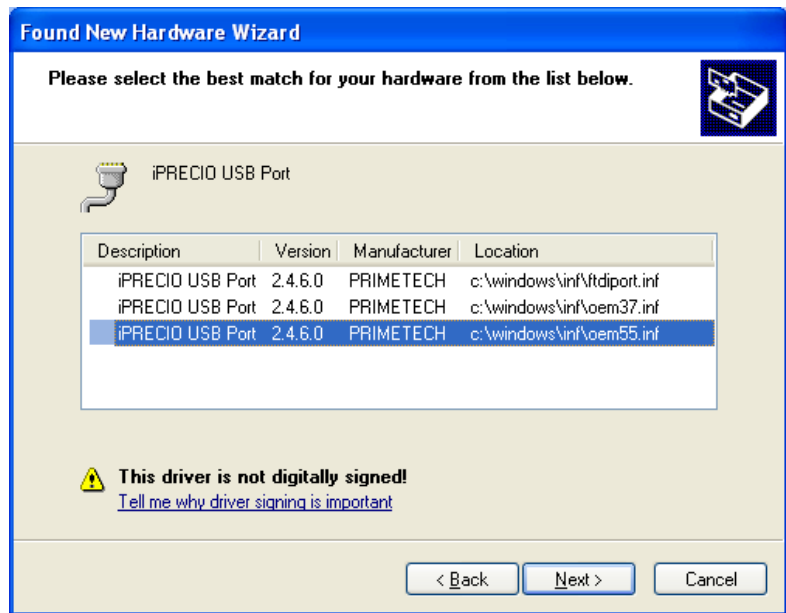 Found New Hardware Wizard
Please select the best match for your hardware from the list below.
iPRECIO USB Port
Description Version Manufacturer Location
iPRECIO USB Port 2.4.6.0 PRIMETECH c:\windows\inf\ftdiport.inf
iPRECIO USB Port 2.4.6.0 PRIMETECH c:\windows\inf\oem37.inf
iPRECIO USB Port 2.4.6.0 PRIMETECH c:\windows\inf\oem55.inf
This driver is not digitally signed!
Tell me why driver signing is important
< Back Next > Cancel